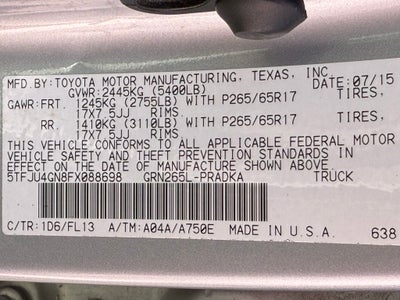 MFD.BY:TOYOTA MOTOR MANUFACTURING, TEXAS, INC.
GVWR: 2445KG (5400LB) DATE: 07/15
GAWR:FRT. 1245KG (2755LB) WITH P265/65R17 TIRES,
17X7.5JJ RIMS
RR. 1410KG (3110LB) WITH P265/65R17 TIRES,
17X7.5JJ RIMS
THIS VEHICLE CONFORMS TO ALL APPLICABLE FEDERAL MOTOR
VEHICLE SAFETY AND THEFT PREVENTION STANDARDS IN
EFFECT ON THE DATE OF MANUFACTURE SHOWN ABOVE.
5TFJU4GN8FX088698 GRN265L-PRADKA TRUCK
C/TR:1D6/FL13 A/TM:A04A/A750E MADE IN U.S.A. 638